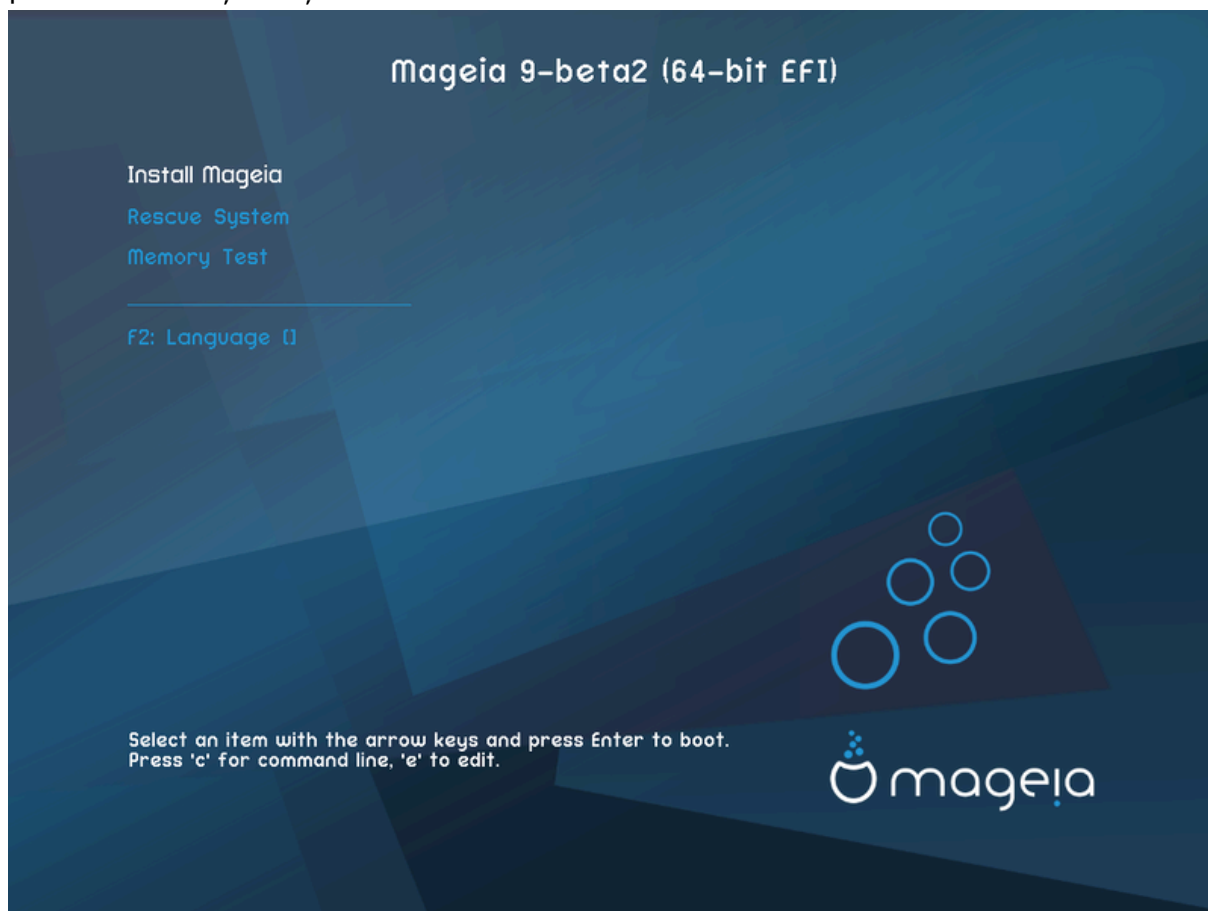 Mageia 9-beta2 (64-bit EFI)
Install Mageia
Rescue System
Memory Test
F2: Language []
Select an item with the arrow keys and press Enter to boot.
Press 'c' for command line, 'e' to edit.
mageia